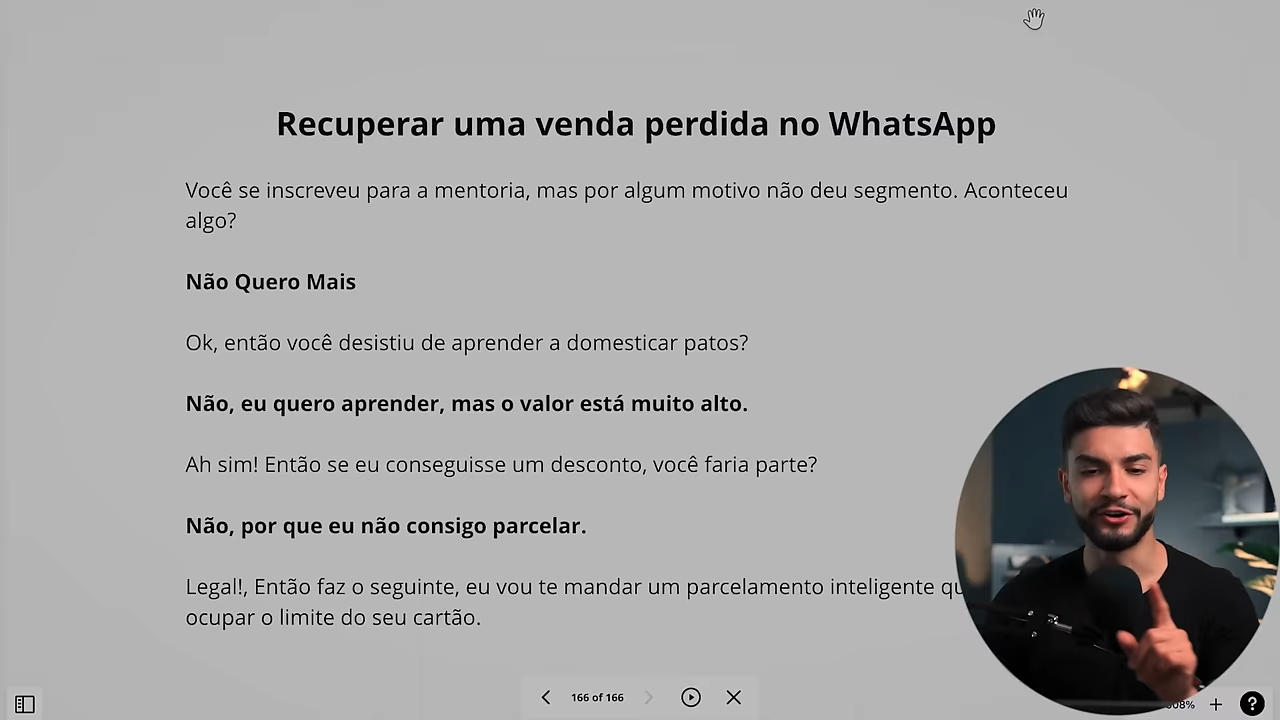 Recuperar uma venda perdida no WhatsApp
Você se inscreveu para a mentoria, mas por algum motivo não deu segmento. Aconteceu
algo?
Não Quero Mais
Ok, então você desistiu de aprender a domesticar patos?
Não, eu quero aprender, mas o valor está muito alto.
Ah sim! Então se eu conseguisse um desconto, você faria parte?
Não, por que eu não consigo parcelar.
Legal!, Então faz o seguinte, eu vou te mandar um parcelamento inteligente
ocupar o limite do seu cartão.
166 of 166